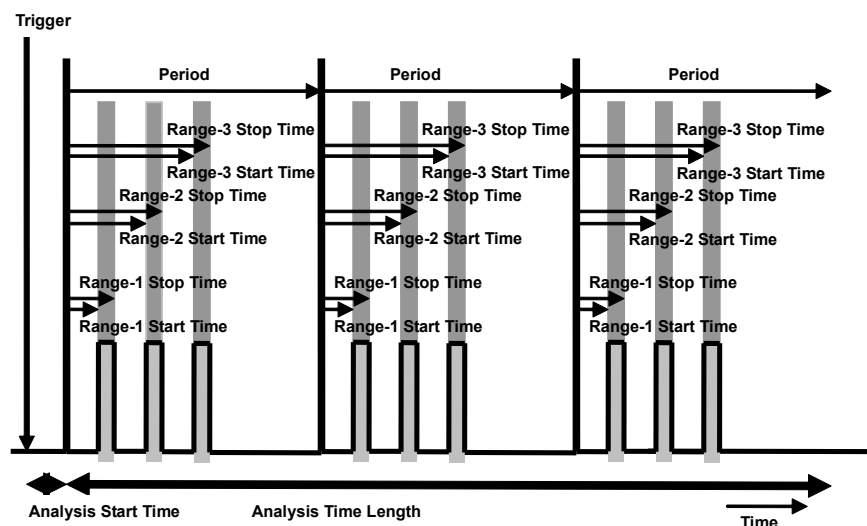 Trigger
Period Period Period
Range-3 Stop Time Range-3 Stop Time Range-3 Stop Time
Range-3 Start Time Range-3 Start Time Range-3 Start Time
Range-2 Stop Time Range-2 Stop Time Range-2 Stop Time
Range-2 Start Time Range-2 Start Time Range-2 Start Time
Range-1 Stop Time Range-1 Stop Time Range-1 Stop Time
Range-1 Start Time Range-1 Start Time Range-1 Start Time
Analysis Start Time Analysis Time Length
Time